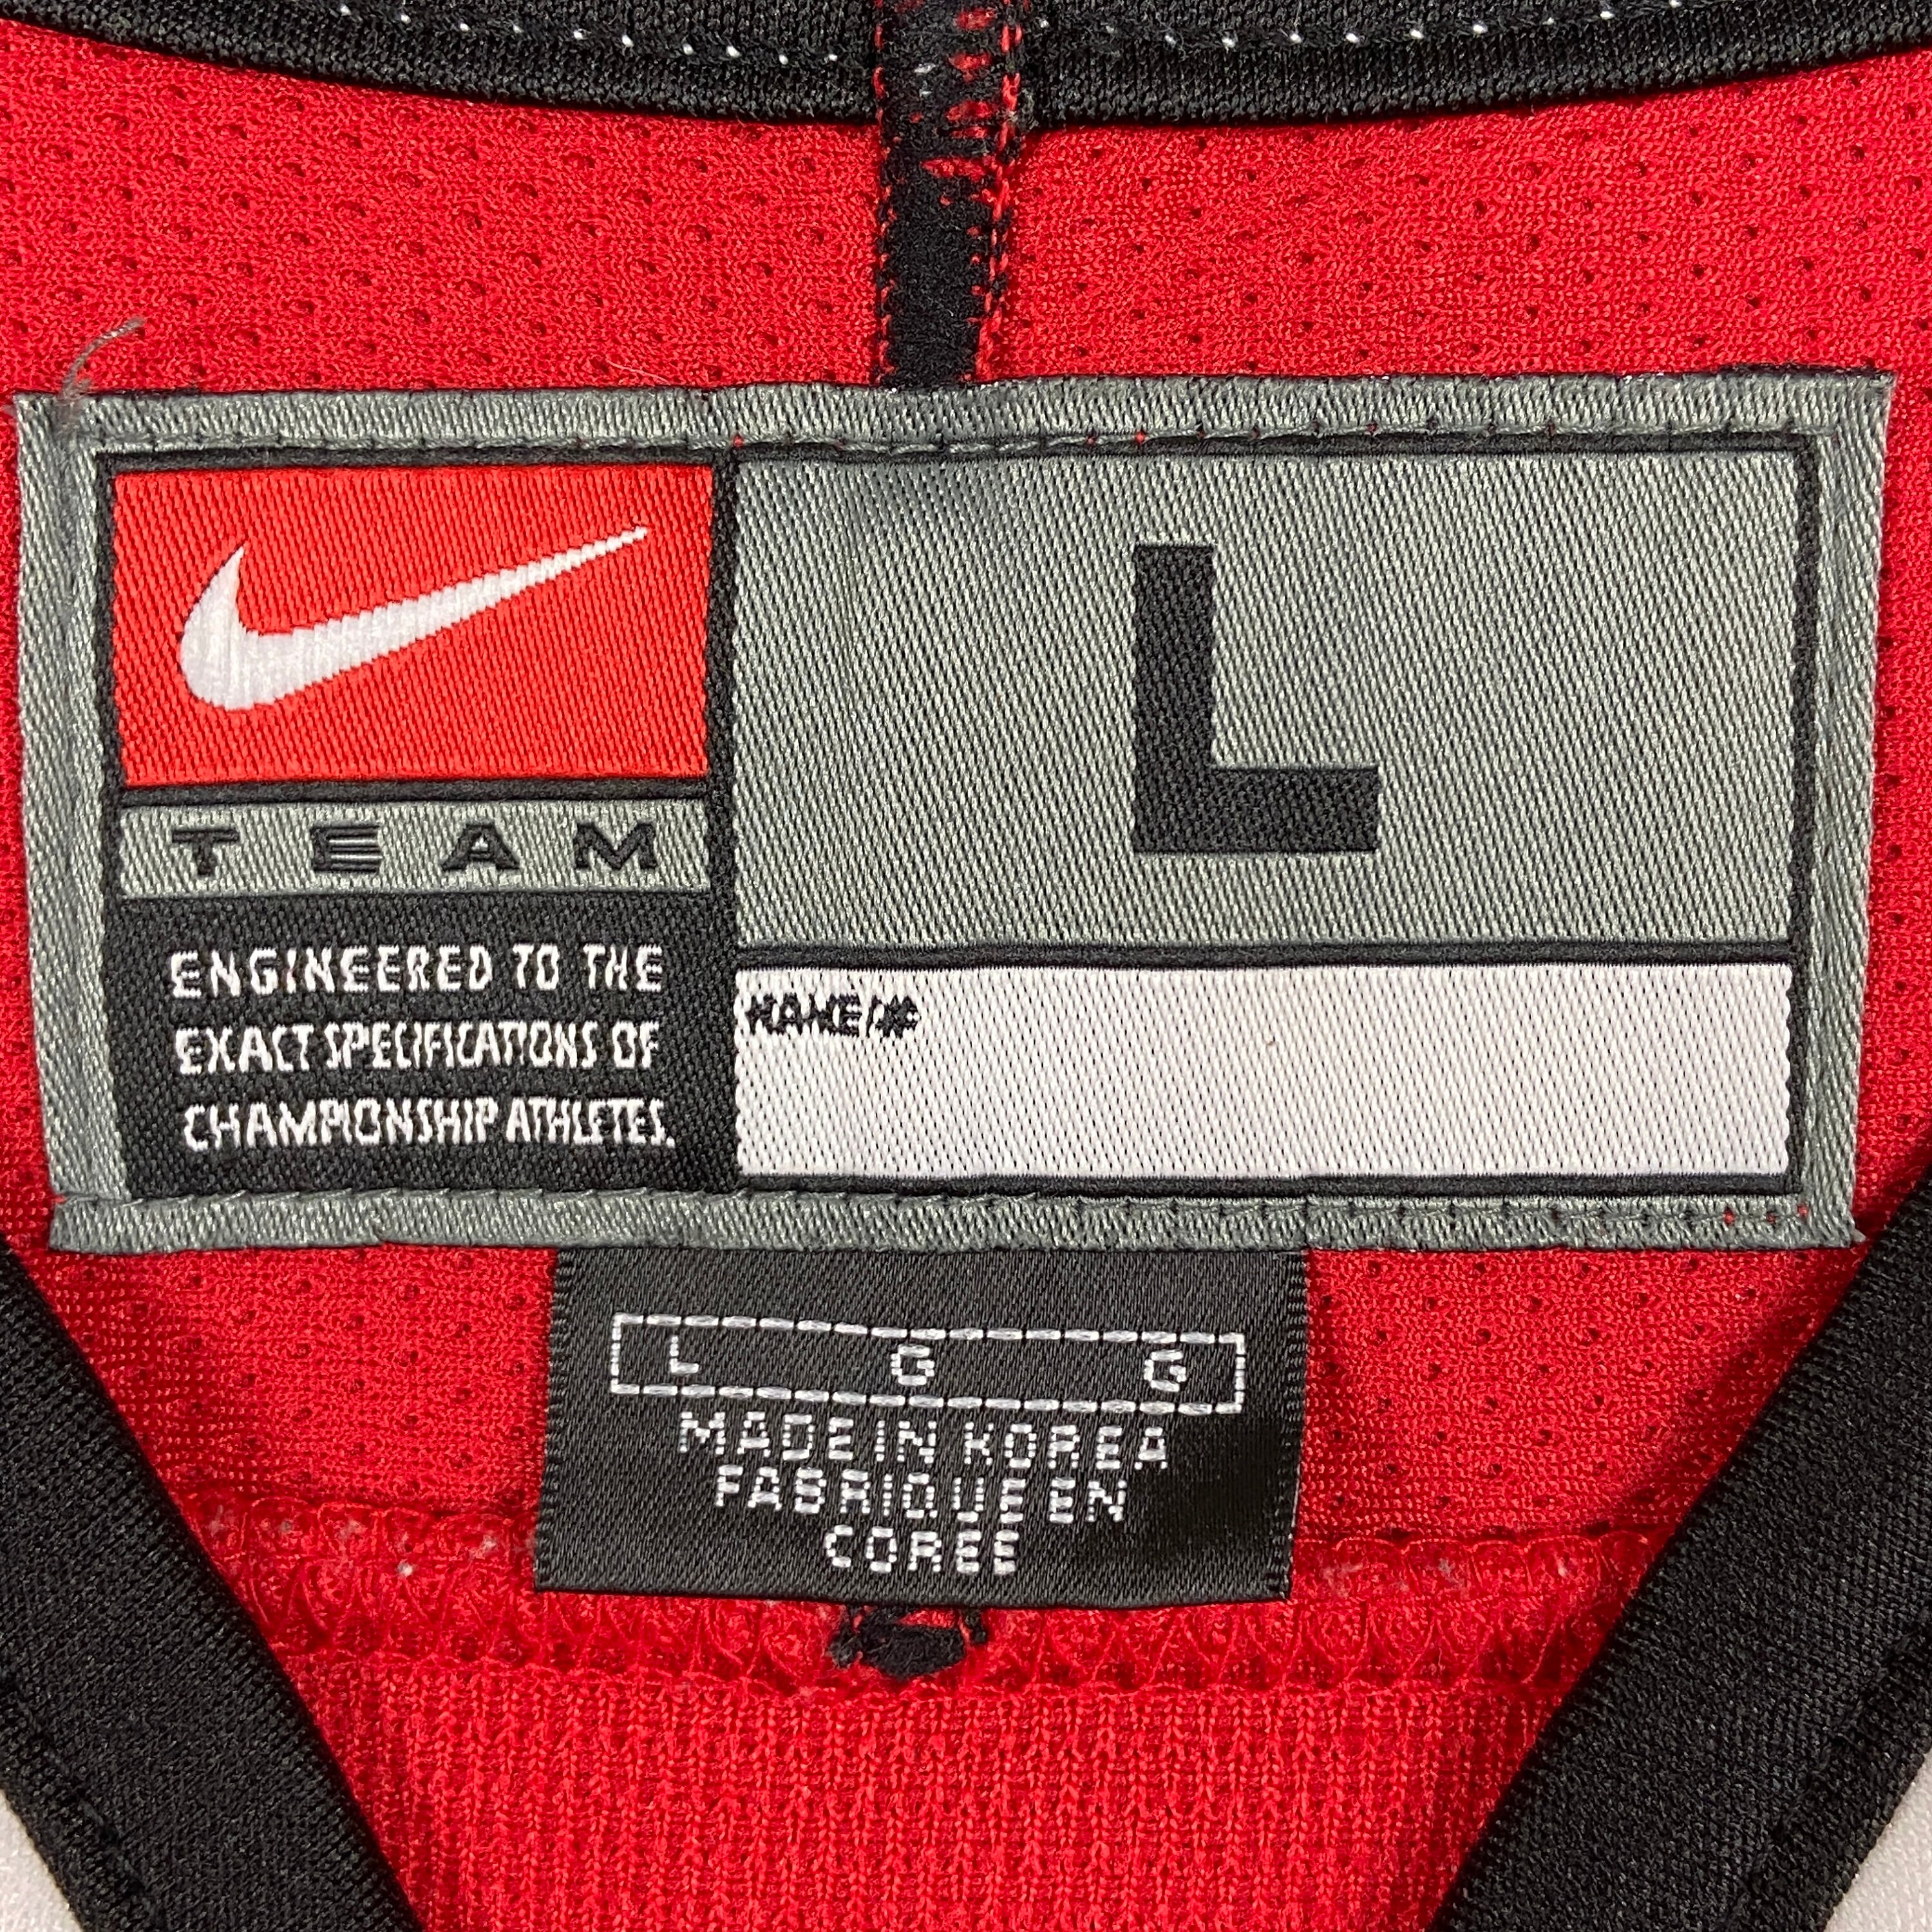 TEAM
ENGINEERED TO THE
EXACT SPECIFICATIONS OF
CHAMPIONSHIP ATHLETES.
L
NAME/#
L G G
MADE IN KOREA
FABRIQUE EN
COREE